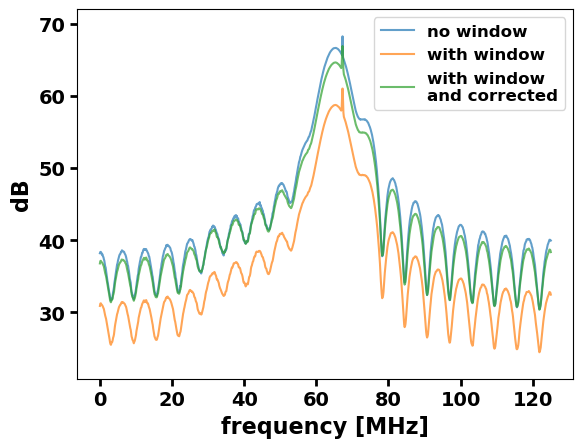 70
60
50
40
30
dB
no window
with window
with window
and corrected
0 20 40 60 80 100 120
frequency [MHz]